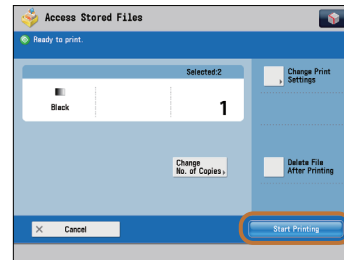 Access Stored Files
Ready to print.
Selected:2
Black
1
Change Print
Settings
Change
No. of Copies
Delete File
After Printing
Cancel
Start Printing